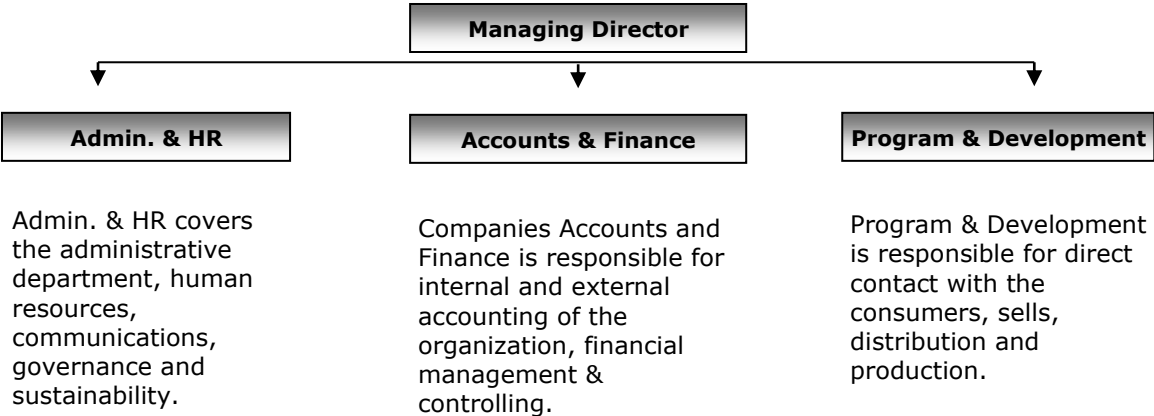 Managing Director
Admin. & HR
Accounts & Finance
Program & Development
Admin. & HR covers
the administrative
department, human
resources,
communications,
governance and
sustainability.
Companies Accounts and
Finance is responsible for
internal and external
accounting of the
organization, financial
management &
controlling.
Program & Development
is responsible for direct
contact with the
consumers, sells,
distribution and
production.